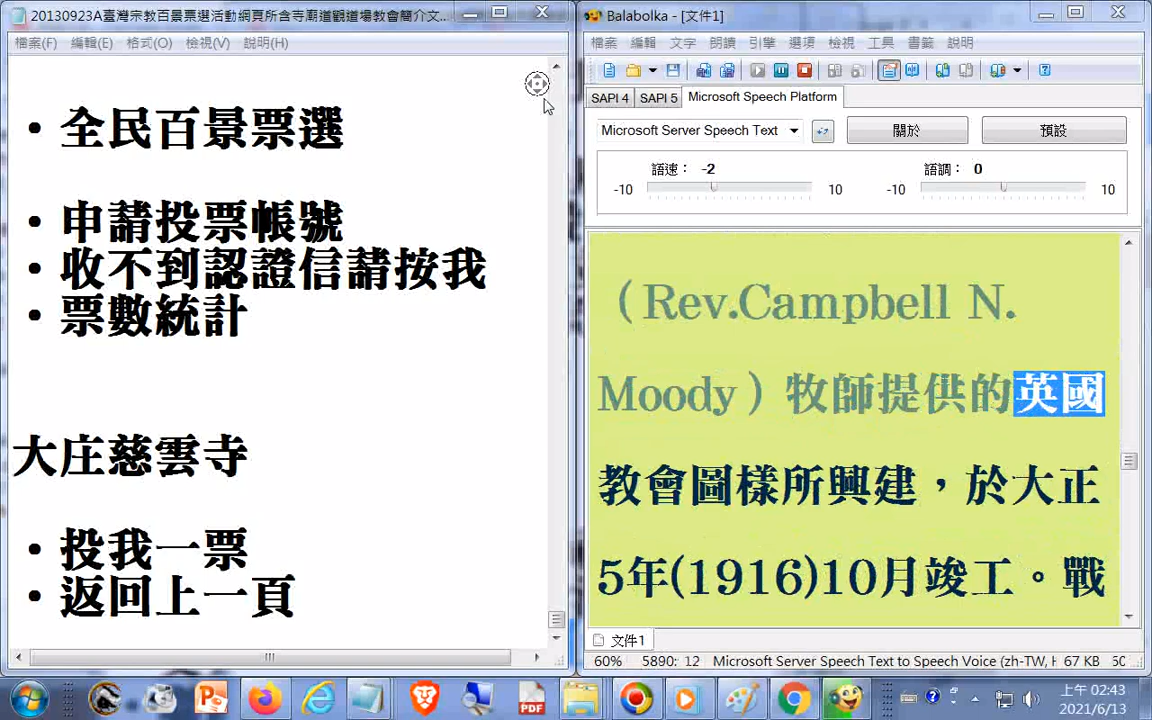 20130923A臺灣宗教百景票選活動網頁所含寺廟道觀道場教會簡介文...
檔案(F) 編輯(E) 格式(O) 檢視(V) 說明(H)
• 全民百景票選
• 申請投票帳號
• 收不到認證信請按我
• 票數統計
大庄慈雲寺
• 投我一票
• 返回上一頁
Balabolka - [文件1]
檔案 編輯 文字 朗讀 引擎 選項 檢視 工具 書籤 說明
SAPI 4 SAPI 5 Microsoft Speech Platform
Microsoft Server Speech Text 關於 預設
語速： -2 語調： 0
-10 10 -10 10
（Rev.Campbell N.
Moody）牧師提供的英國
教會圖樣所興建，於大正
5年(1916)10月竣工。戰
文件1
60% 5890: 12 Microsoft Server Speech Text to Speech Voice (zh-TW, 67 KB
PDF
上午 02:43
2021/6/13